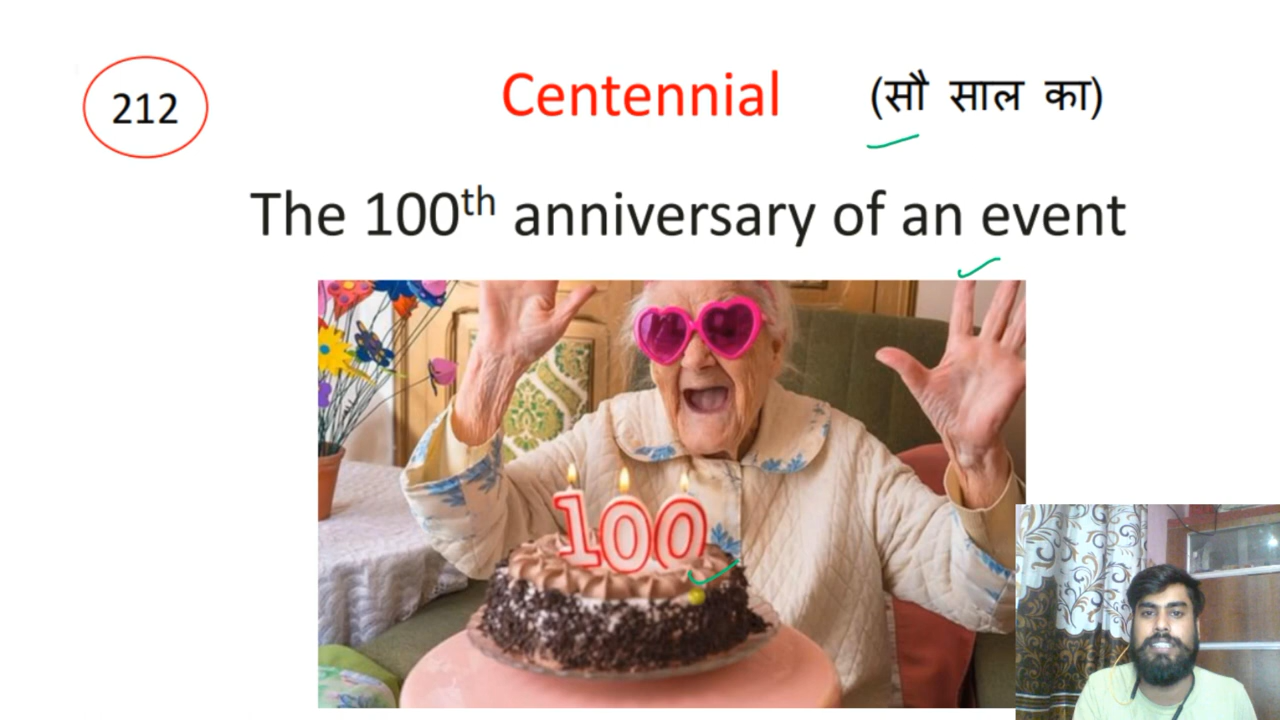 212
Centennial (सौ साल का)
The 100th anniversary of an event
100